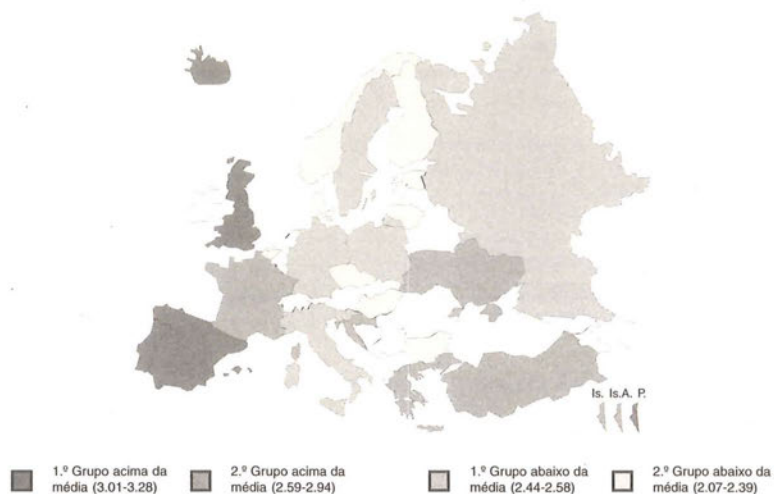 Is. Is.A. P.
1.º Grupo acima da
média (3.01-3.28)
2.º Grupo acima da
média (2.59-2.94)
1.º Grupo abaixo da
média (2.44-2.58)
2.º Grupo abaixo da
média (2.07-2.39)